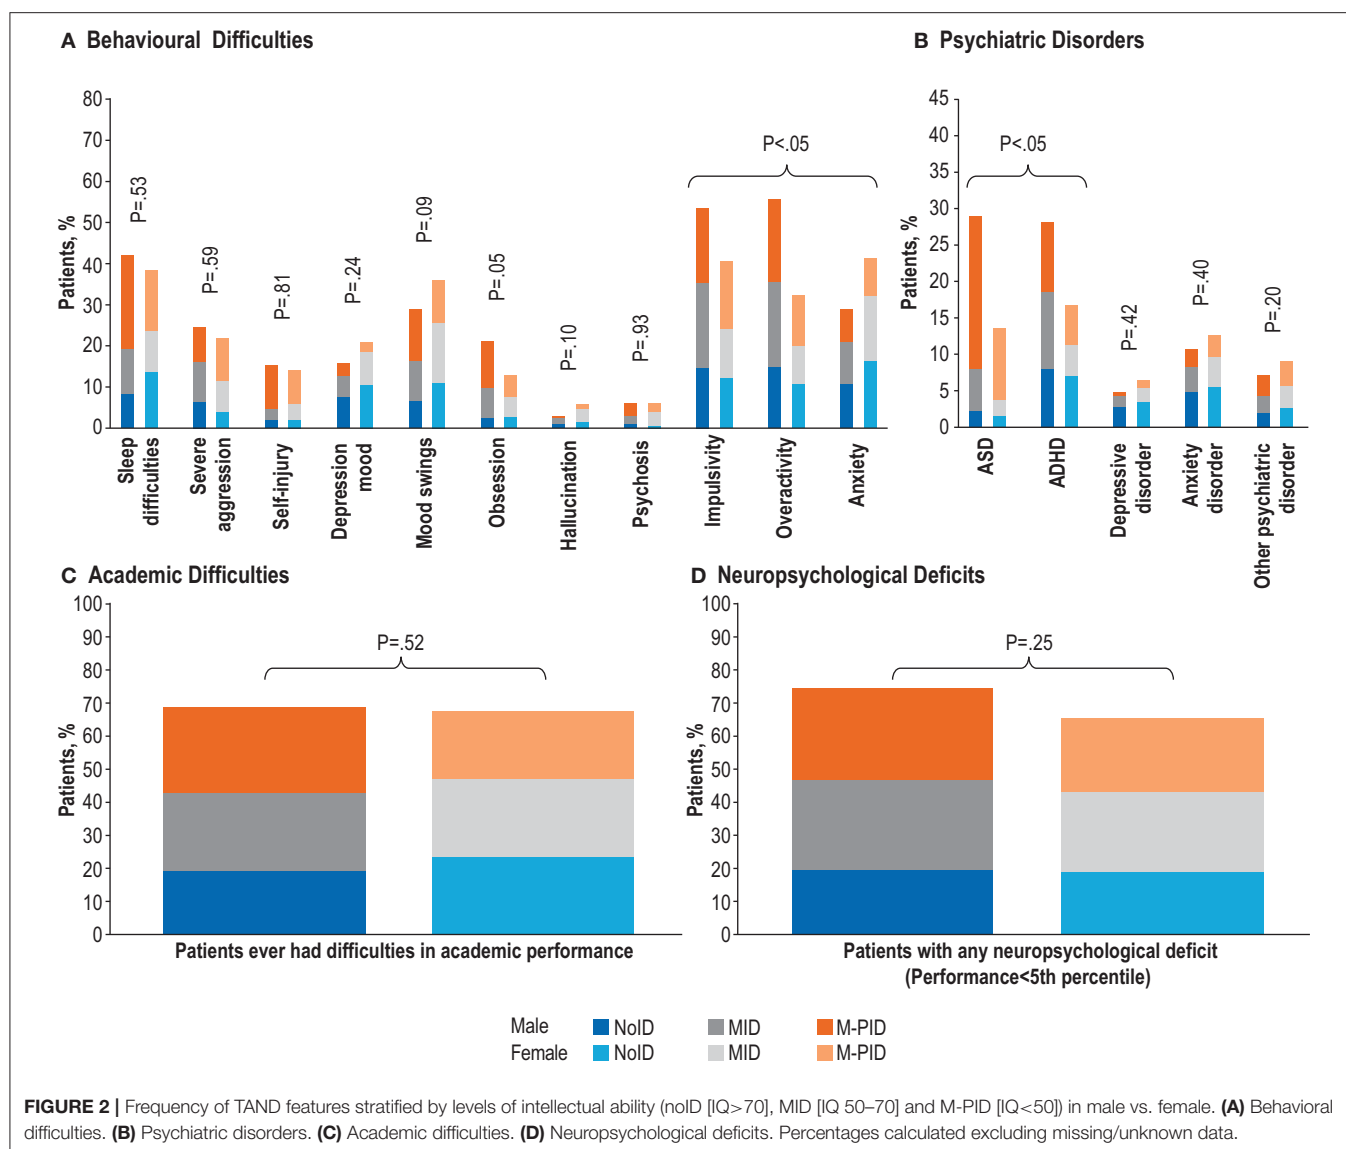 A Behavioural Difficulties
Patients, %
80
70
60
50
40
30
20
10
0
P=.53
P=.59
P=.81
P=.24
P=.09
P=.05
P=.10
P=.93
P<.05
Sleep
difficulties
Severe
aggression
Self-injury
Depression
mood
Mood swings
Obsession
Hallucination
Psychosis
Impulsivity
Overactivity
Anxiety
B Psychiatric Disorders
Patients, %
45
40
35
30
25
20
15
10
5
0
P<.05
P=.42
P=.40
P=.20
ASD
ADHD
Depressive
disorder
Anxiety
disorder
Other psychiatric
disorder
C Academic Difficulties
Patients, %
100
90
80
70
60
50
40
30
20
10
0
P=.52
Patients ever had difficulties in academic performance
D Neuropsychological Deficits
Patients, %
100
90
80
70
60
50
40
30
20
10
0
P=.25
Patients with any neuropsychological deficit
(Performance<5th percentile)
Male NoID MID M-PID
Female NoID MID M-PID
FIGURE 2 | Frequency of TAND features stratified by levels of intellectual ability (noID [IQ>70], MID [IQ 50–70] and M-PID [IQ<50]) in male vs. female. (A) Behavioral
difficulties. (B) Psychiatric disorders. (C) Academic difficulties. (D) Neuropsychological deficits. Percentages calculated excluding missing/unknown data.